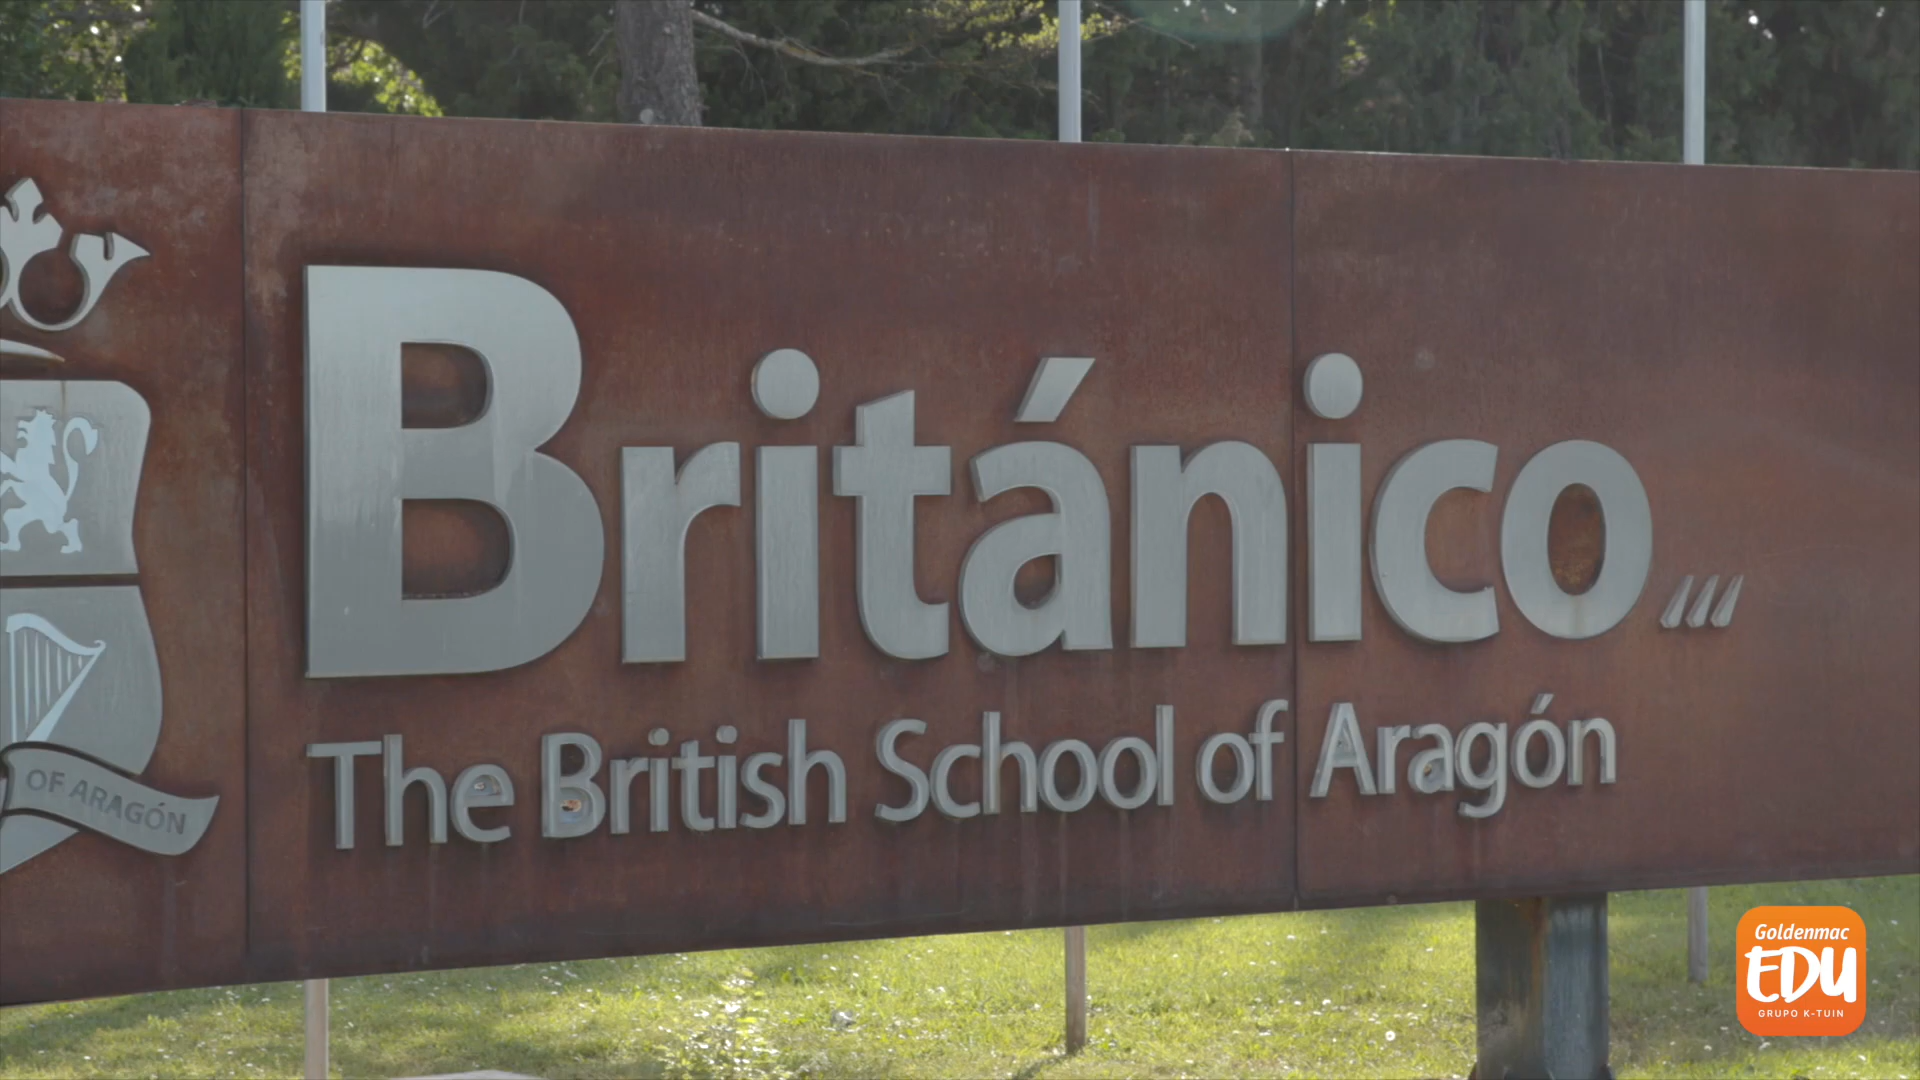 Británico
The British School of Aragón
OF ARAGÓN
Goldenmac
EDU
GRUPO K-TUIN